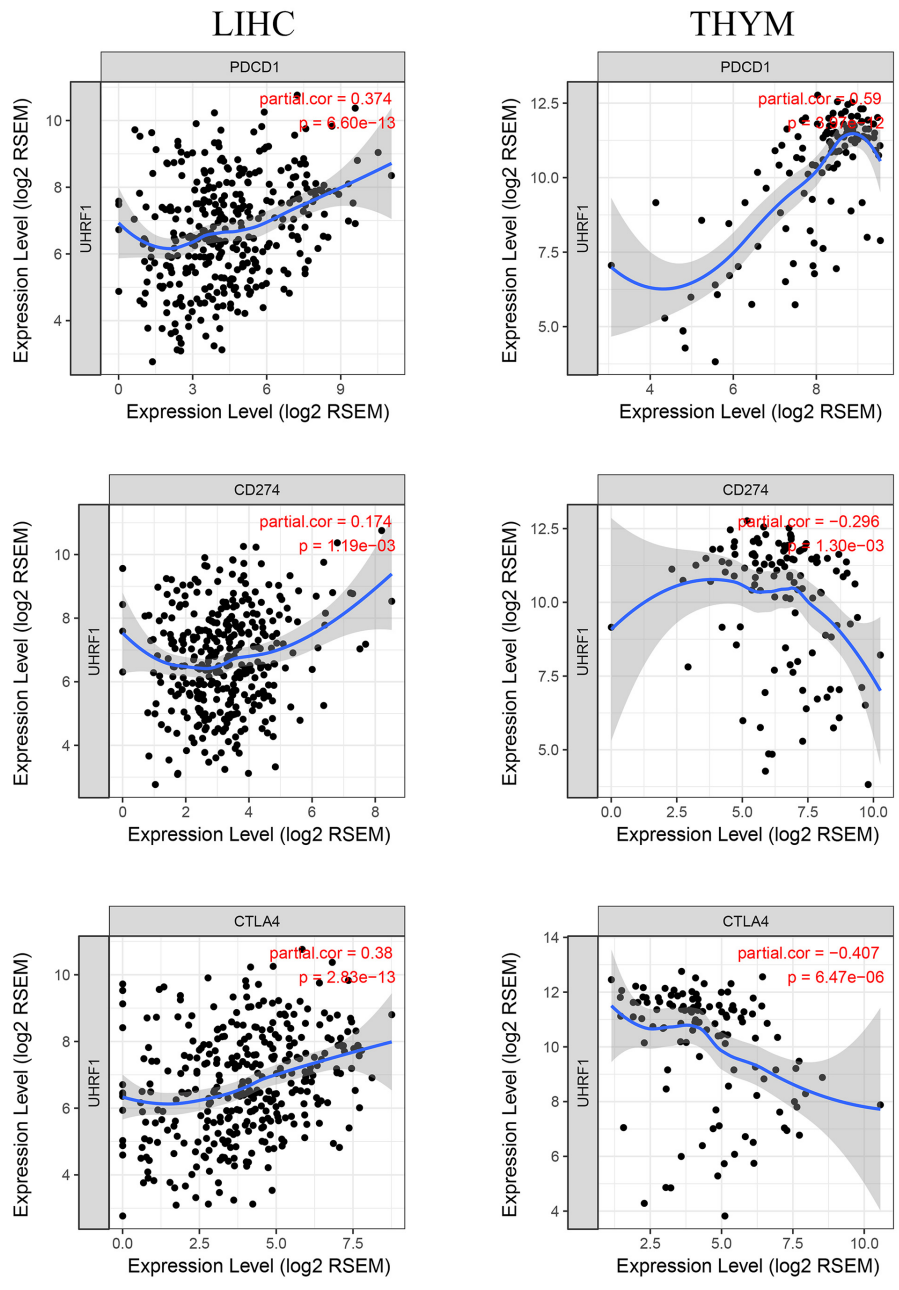 LIHC
THYM
PDCD1
partial.cor = 0.374
p = 6.60e−13
UHRF1
Expression Level (log2 RSEM)
10
8
6
4
0 3 6 9
Expression Level (log2 RSEM)
PDCD1
partial.cor = 0.59
UHRF1
Expression Level (log2 RSEM)
12.5
10.0
7.5
5.0
4 6 8
Expression Level (log2 RSEM)
CD274
partial.cor = 0.174
p = 1.19e−03
UHRF1
Expression Level (log2 RSEM)
10
8
6
4
0 2 4 6 8
Expression Level (log2 RSEM)
CD274
partial.cor = −0.296
p = 1.30e−03
UHRF1
Expression Level (log2 RSEM)
12.5
10.0
7.5
5.0
0.0 2.5 5.0 7.5 10.0
Expression Level (log2 RSEM)
CTLA4
partial.cor = 0.38
p = 2.83e−13
UHRF1
Expression Level (log2 RSEM)
10
8
6
4
0.0 2.5 5.0 7.5
Expression Level (log2 RSEM)
CTLA4
partial.cor = −0.407
p = 6.47e−06
UHRF1
Expression Level (log2 RSEM)
14
12
10
8
6
4
2.5 5.0 7.5 10.0
Expression Level (log2 RSEM)